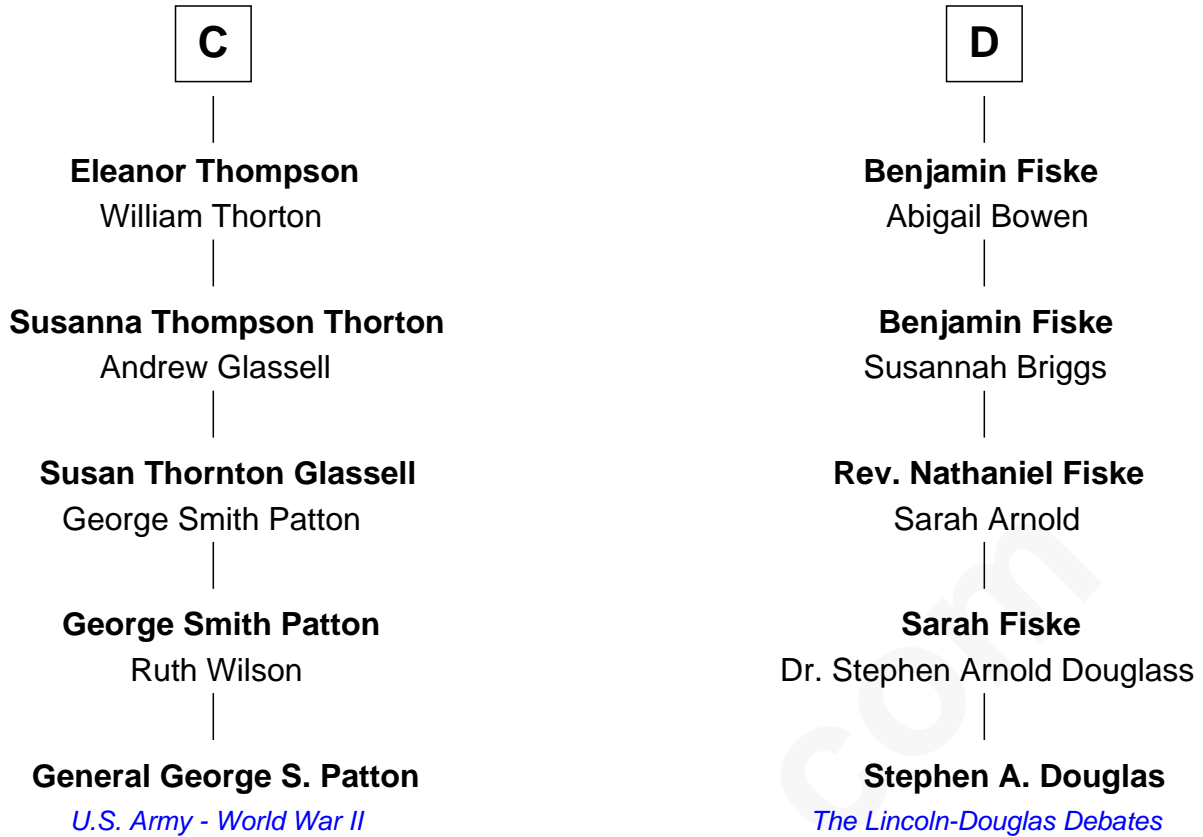 C
Eleanor Thompson
William Thorton
Susanna Thompson Thorton
Andrew Glassell
Susan Thornton Glassell
George Smith Patton
George Smith Patton
Ruth Wilson
General George S. Patton
U.S. Army - World War II
D
Benjamin Fiske
Abigail Bowen
Benjamin Fiske
Susannah Briggs
Rev. Nathaniel Fiske
Sarah Arnold
Sarah Fiske
Dr. Stephen Arnold Douglass
Stephen A. Douglas
The Lincoln-Douglas Debates
com